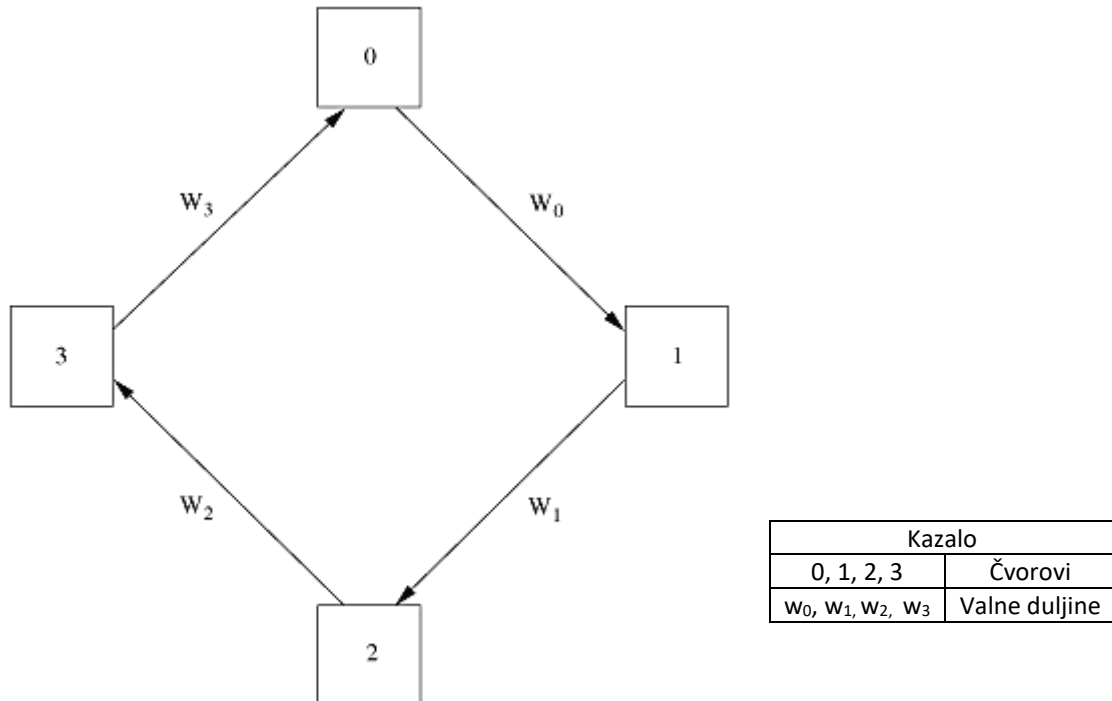 0
W₃ W₀
3 1
W₂ W₁
2
Kazalo
0, 1, 2, 3 Čvorovi
w₀, w₁, w₂, w₃ Valne duljine